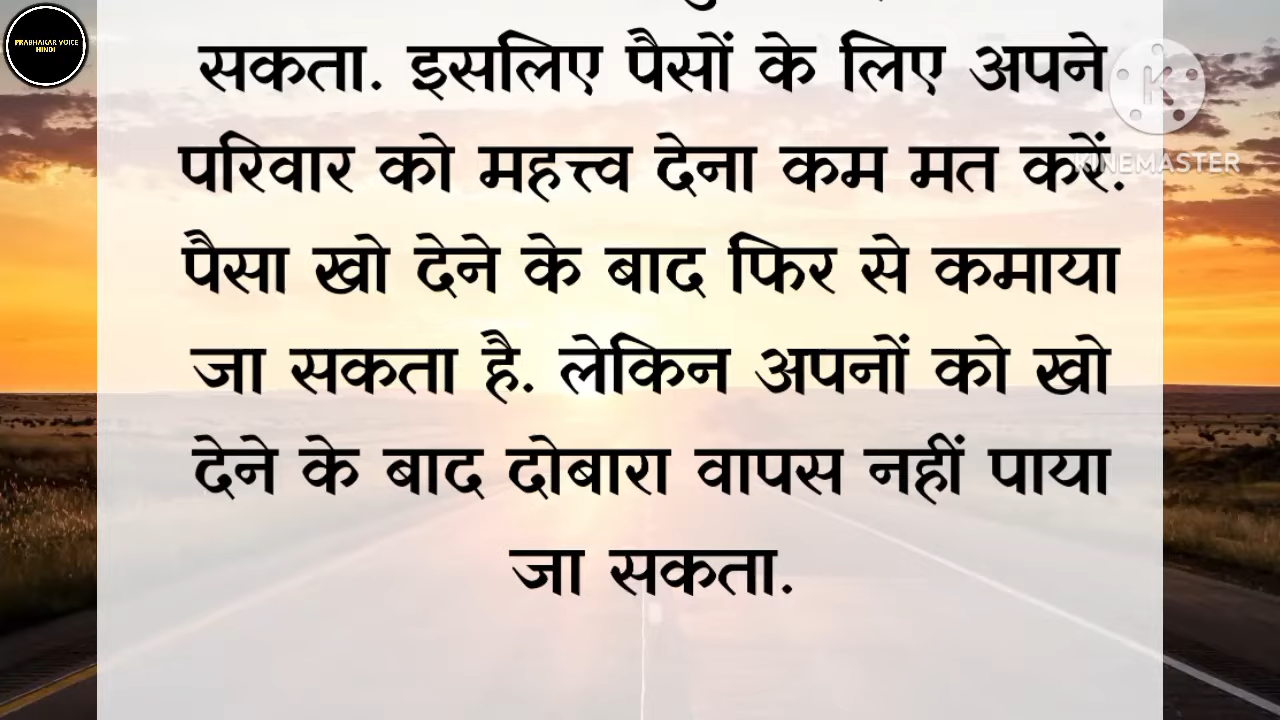 PRABHAKAR VOICE
HINDI
सकता. इसलिए पैसों के लिए अपने
K
KINEMASTER
परिवार को महत्त्व देना कम मत करें.
पैसा खो देने के बाद फिर से कमाया
जा सकता है. लेकिन अपनों को खो
देने के बाद दोबारा वापस नहीं पाया
जा सकता.